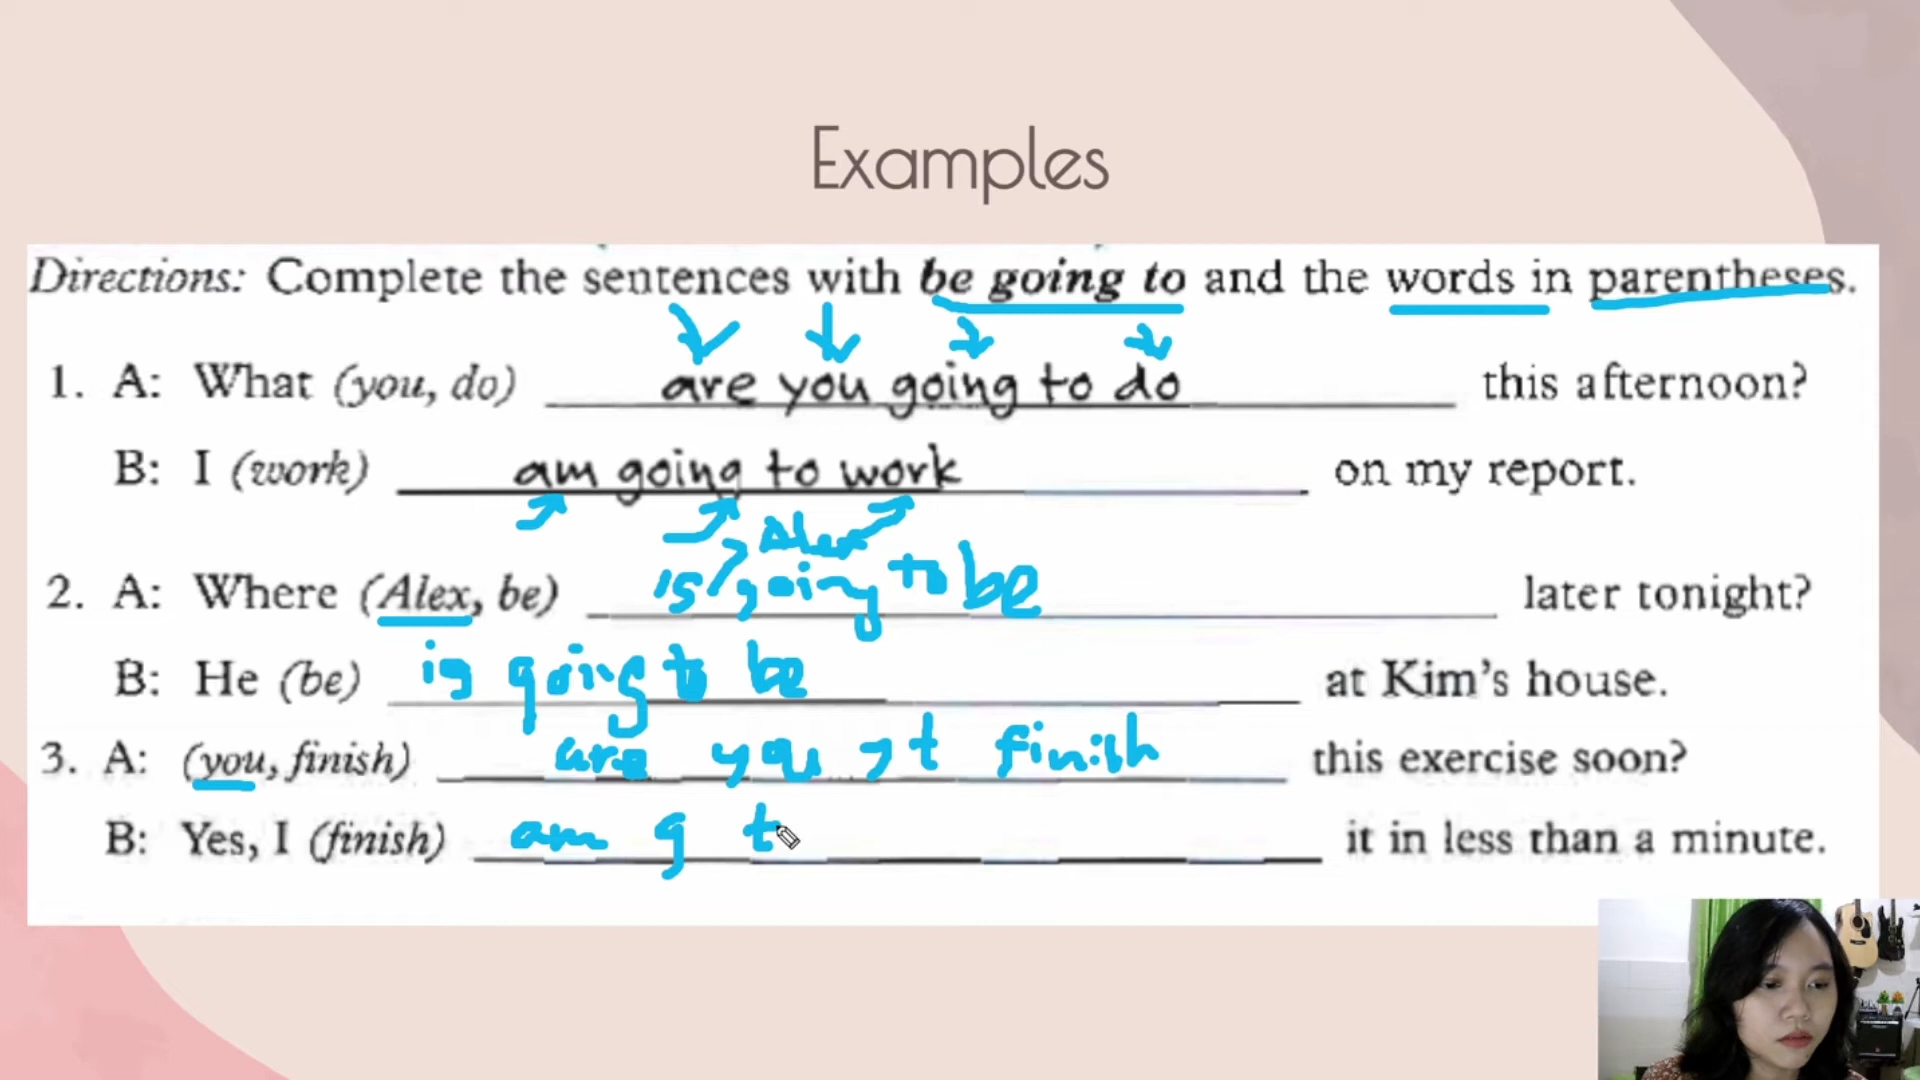 Examples
Directions: Complete the sentences with be going to and the words in parentheses.
1. A: What (you, do) are you going to do this afternoon?
B: I (work) am going to work on my report.
Alex
2. A: Where (Alex, be) is going to be later tonight?
B: He (be) is going to be at Kim's house.
3. A: (you, finish) are you gt finish this exercise soon?
B: Yes, I (finish) am g t it in less than a minute.